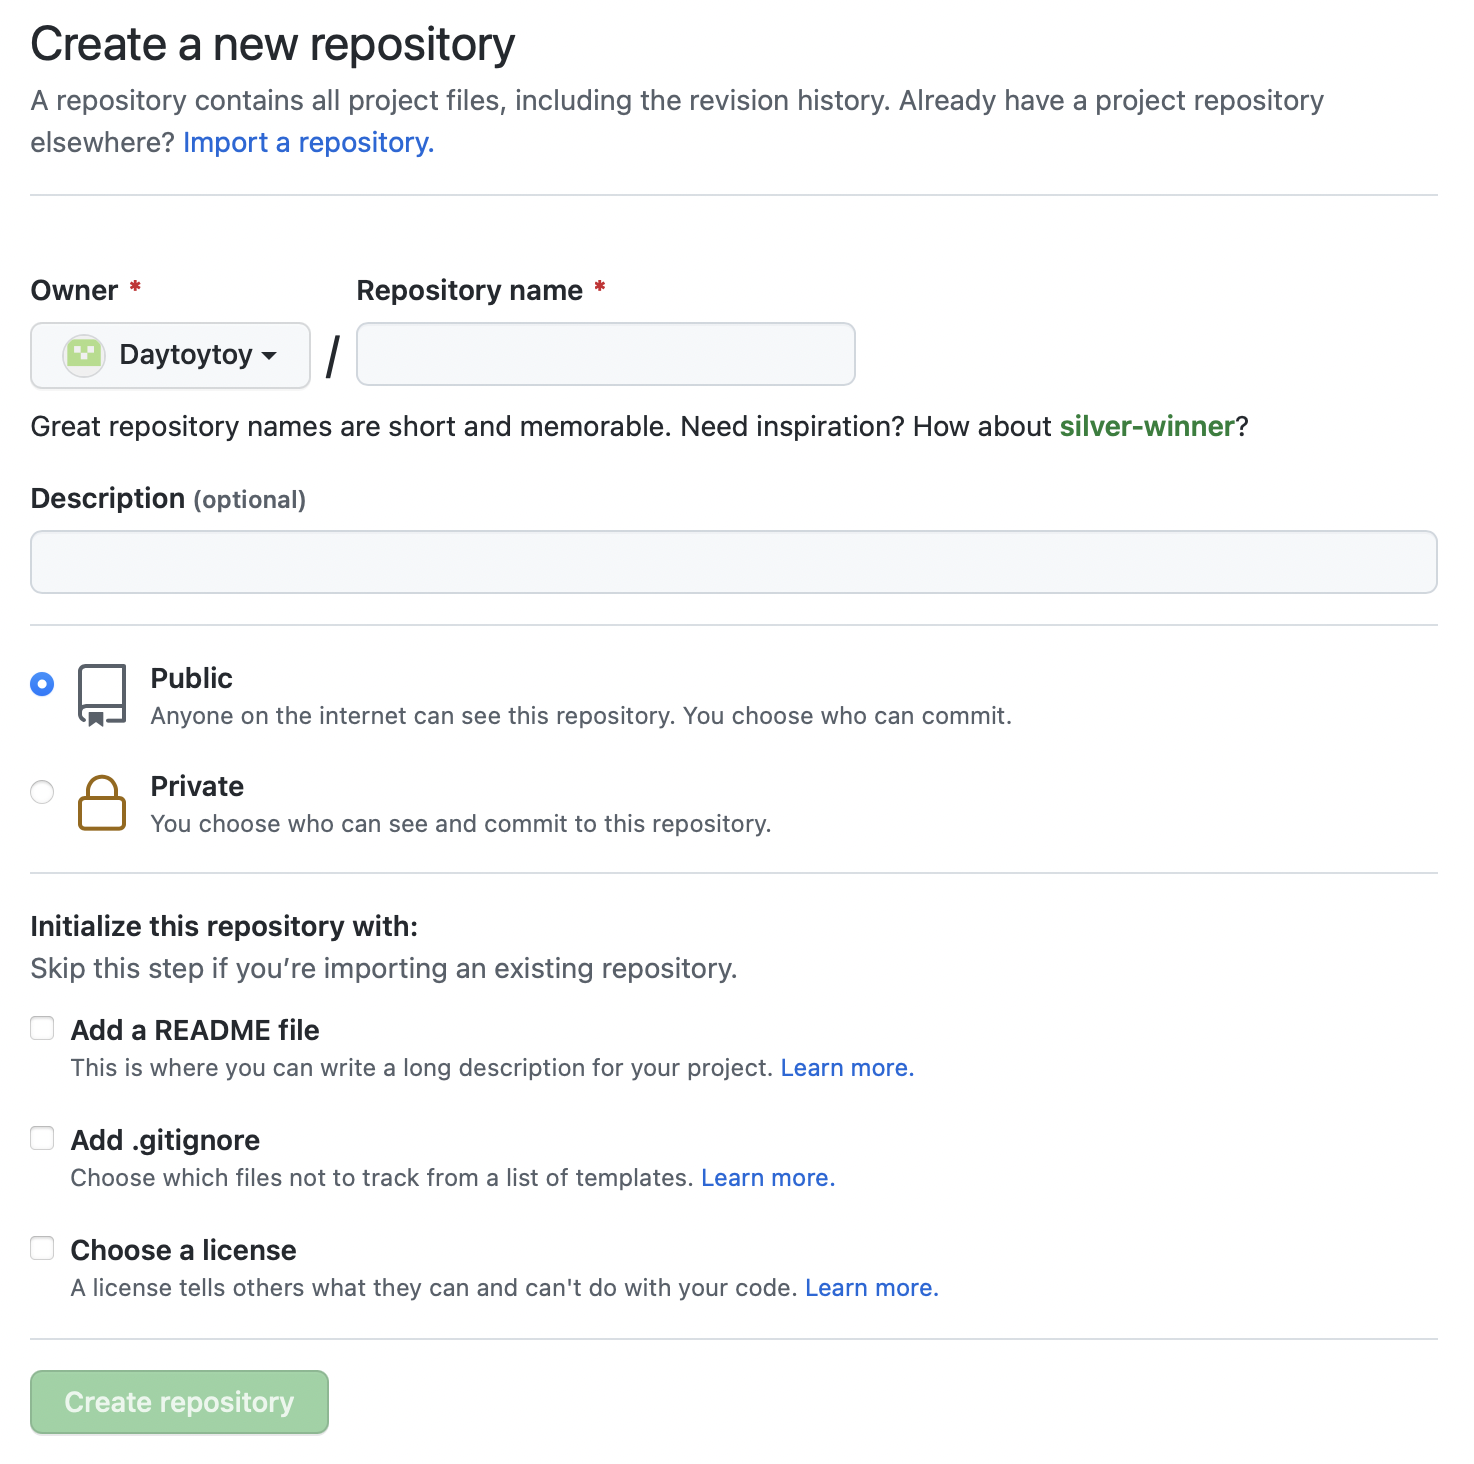 Create a new repository
A repository contains all project files, including the revision history. Already have a project repository
elsewhere? Import a repository.
Owner *
Repository name *
Daytoytoy
/
Great repository names are short and memorable. Need inspiration? How about silver-winner?
Description (optional)
Public
Anyone on the internet can see this repository. You choose who can commit.
Private
You choose who can see and commit to this repository.
Initialize this repository with:
Skip this step if you’re importing an existing repository.
Add a README file
This is where you can write a long description for your project. Learn more.
Add .gitignore
Choose which files not to track from a list of templates. Learn more.
Choose a license
A license tells others what they can and can't do with your code. Learn more.
Create repository